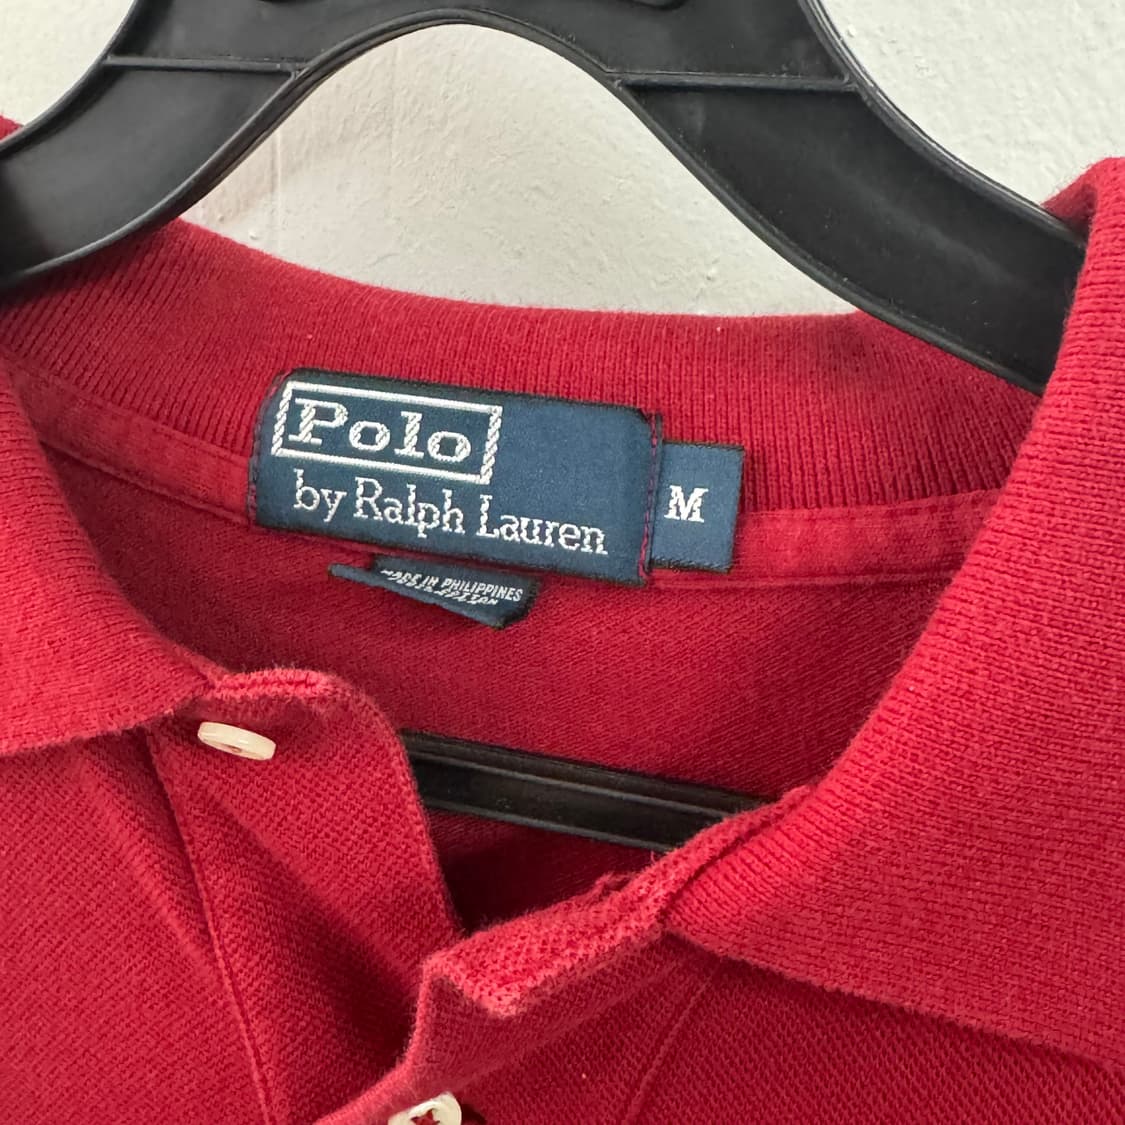 Polo
by Ralph Lauren
M
MADE IN PHILIPPINES